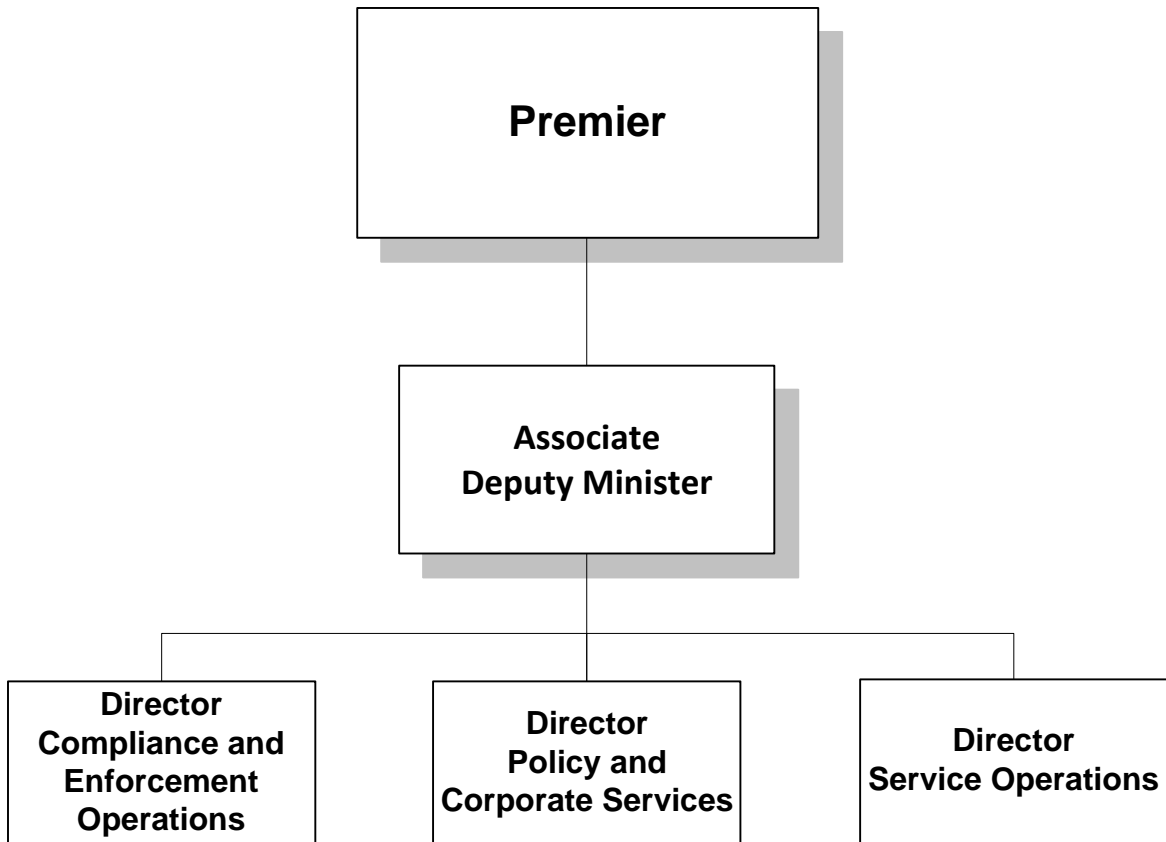 Premier
Associate
Deputy Minister
Director
Compliance and
Enforcement
Operations
Director
Policy and
Corporate Services
Director
Service Operations